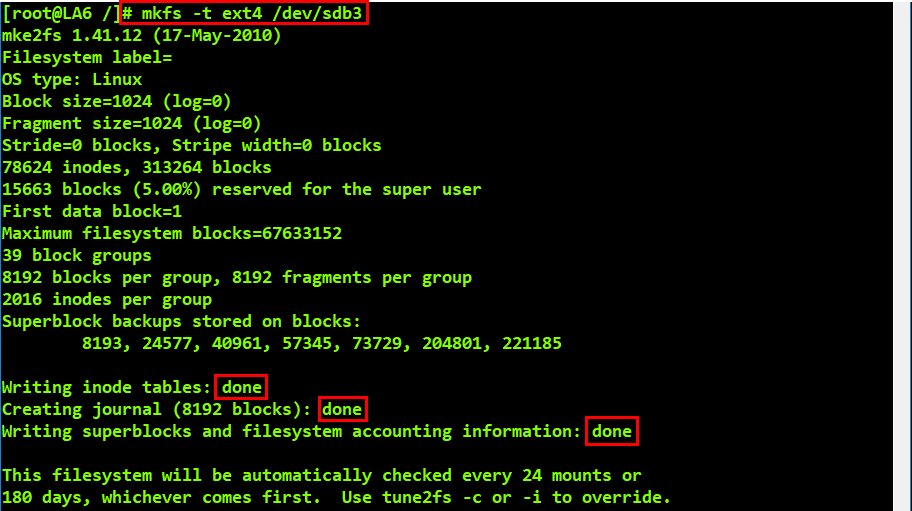 [root@LA6 /]# mkfs -t ext4 /dev/sdb3
mke2fs 1.41.12 (17-May-2010)
Filesystem label=
OS type: Linux
Block size=1024 (log=0)
Fragment size=1024 (log=0)
Stride=0 blocks, Stripe width=0 blocks
78624 inodes, 313264 blocks
15663 blocks (5.00%) reserved for the super user
First data block=1
Maximum filesystem blocks=67633152
39 block groups
8192 blocks per group, 8192 fragments per group
2016 inodes per group
Superblock backups stored on blocks:
        8193, 24577, 40961, 57345, 73729, 204801, 221185
Writing inode tables: done
Creating journal (8192 blocks): done
Writing superblocks and filesystem accounting information: done
This filesystem will be automatically checked every 24 mounts or
180 days, whichever comes first.  Use tune2fs -c or -i to override.